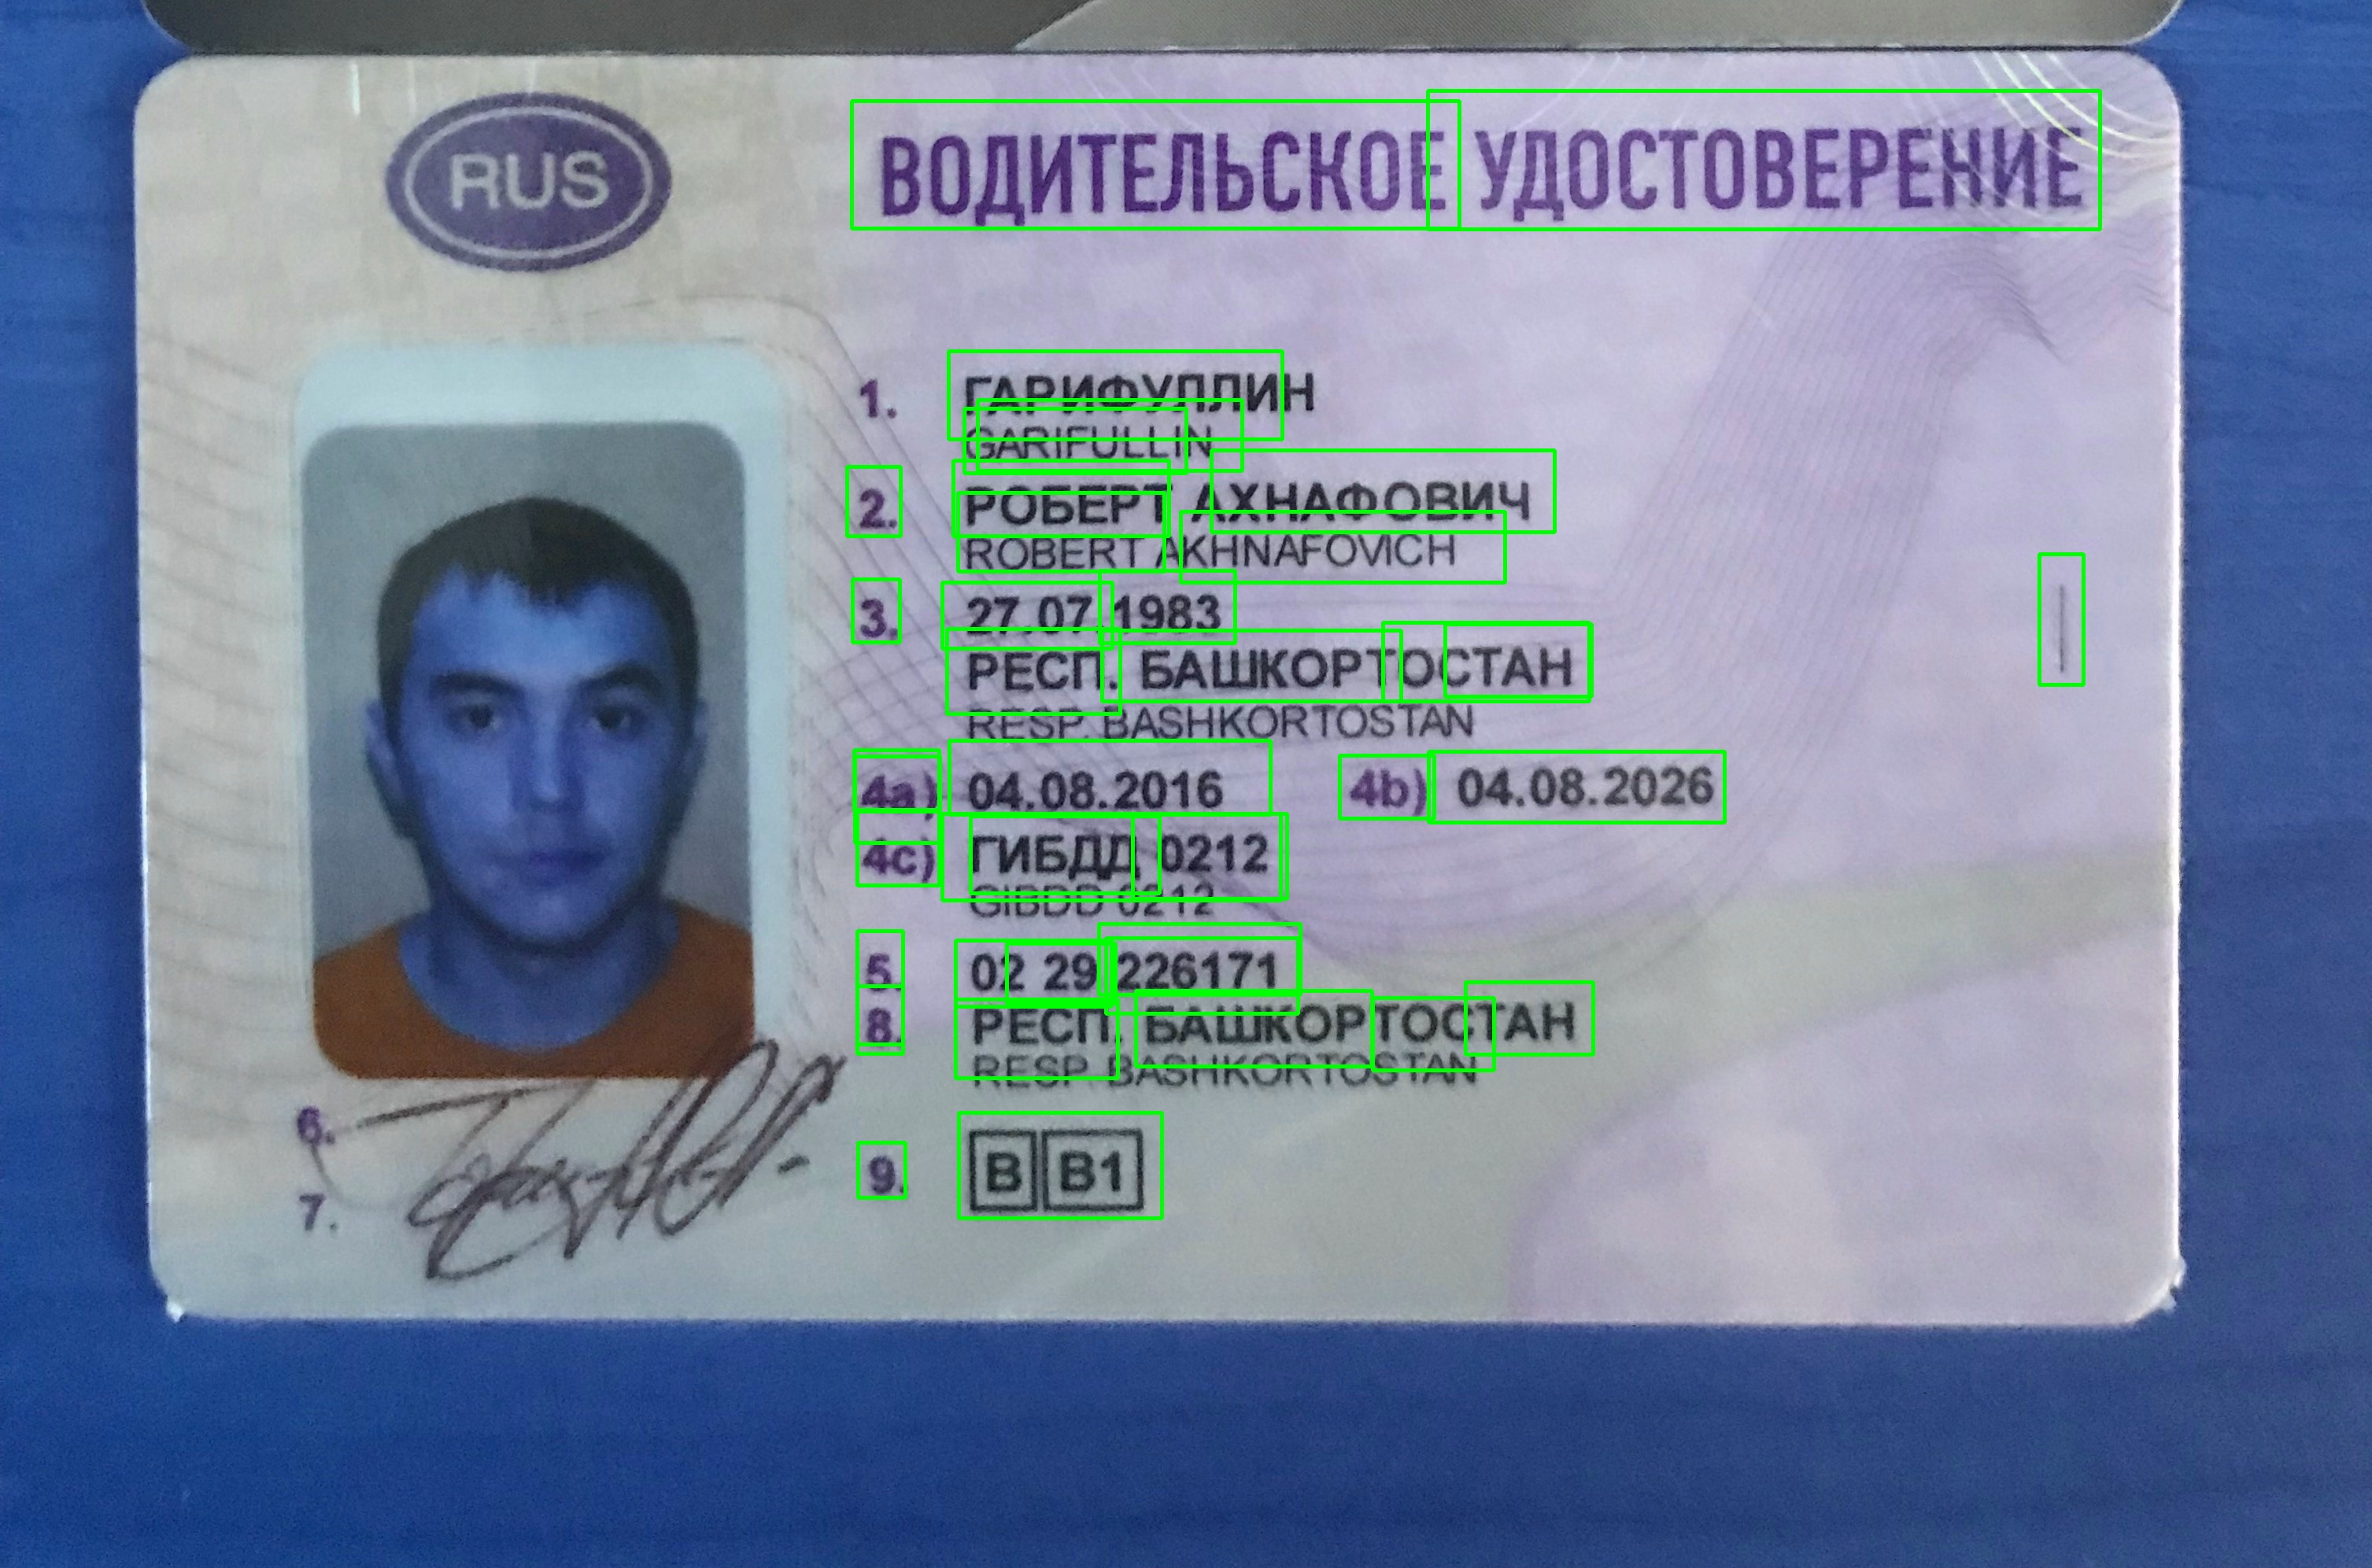 RUS
ВОДИТЕЛЬСКОЕ УДОСТОВЕРЕНИЕ
1. ГАРИФУЛЛИН
GARIFULLIN
2. РОБЕРТ АХНАФОВИЧ
ROBERT AKHNAFOVICH
3. 27.07.1983
РЕСП. БАШКОРТОСТАН
RESP. BASHKORTOSTAN
4a) 04.08.2016 4b) 04.08.2026
4c) ГИБДД 0212
GIBDD 0212
5. 02 29 226171
8. РЕСП. БАШКОРТОСТАН
RESP. BASHKORTOSTAN
6.
7.
9. B B1